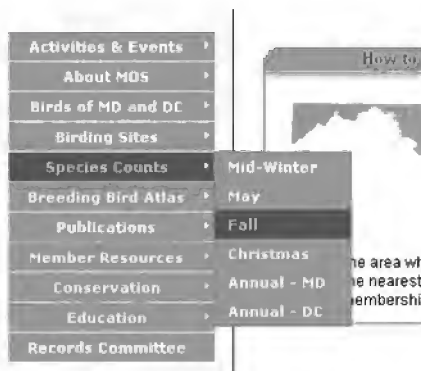 Activities & Events
About MOS
Birds of MD and DC
Birding Sites
Species Counts
Breeding Bird Atlas
Publications
Member Resources
Conservation
Education
Records Committee
Mid-Winter
May
Fall
Christmas
Annual - MD
Annual - DC
How to
e area wh
e nearest
embershi